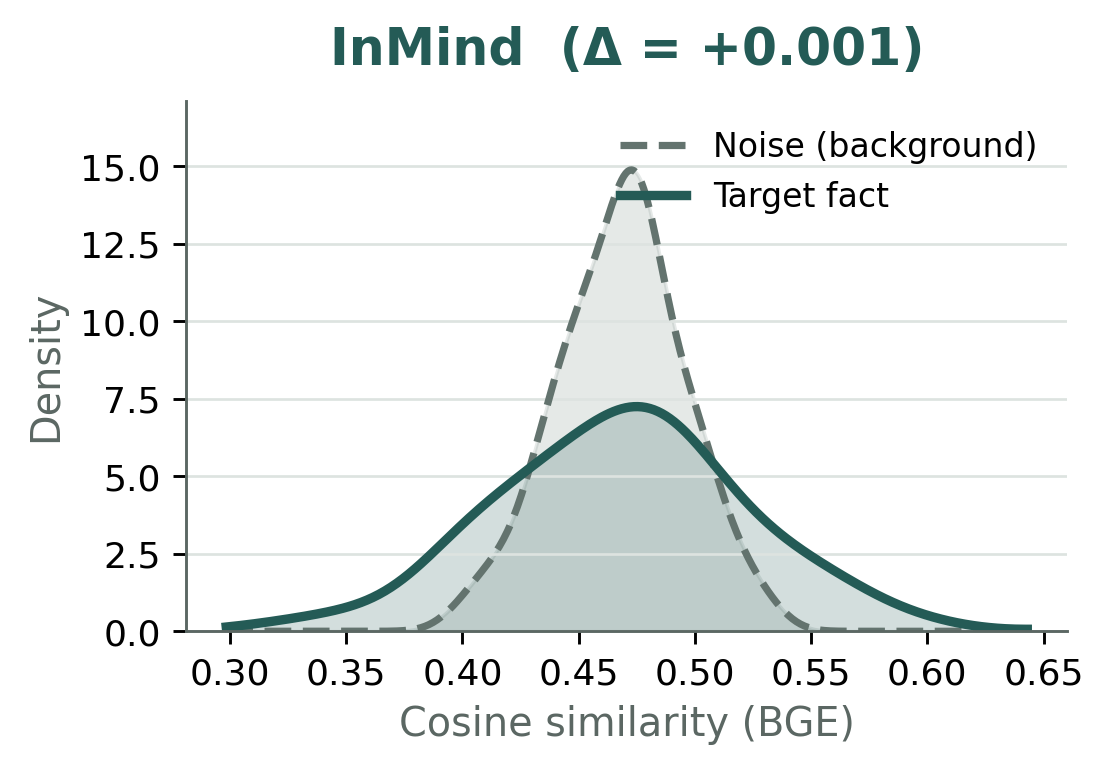 InMind (Δ = +0.001)
Noise (background)
Target fact
Density
15.0
12.5
10.0
7.5
5.0
2.5
0.0
0.30 0.35 0.40 0.45 0.50 0.55 0.60 0.65
Cosine similarity (BGE)